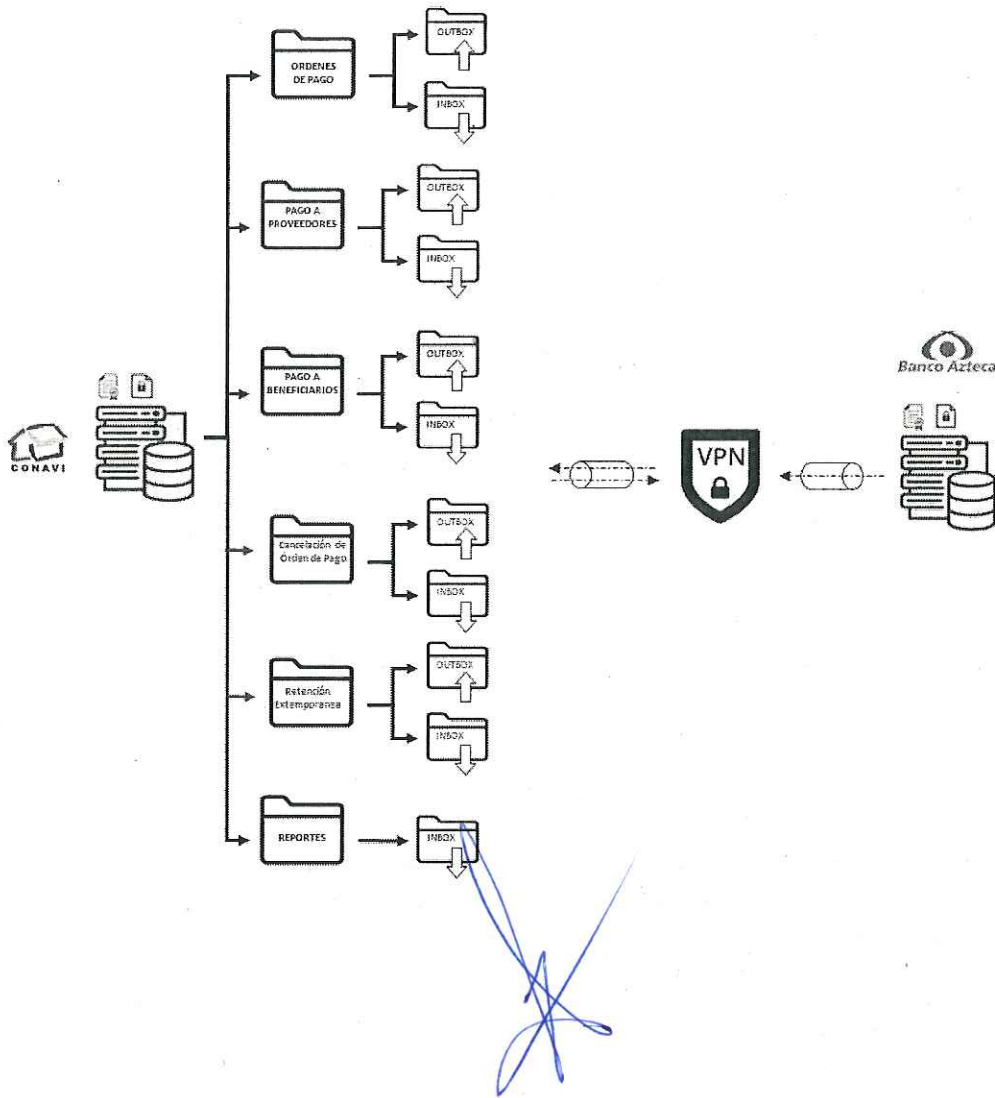 OUTBOX
ORDENES
DE PAGO
INBOX
OUTBOX
PAGO A
PROVEEDORES
INBOX
OUTBOX
PAGO A
BENEFICIARIOS
INBOX
CONAVI
Banco Azteca
VPN
OUTBOX
Cancelación de
Órden de Pago
INBOX
OUTBOX
Retención
Extemporanea
INBOX
REPORTES
INBOX